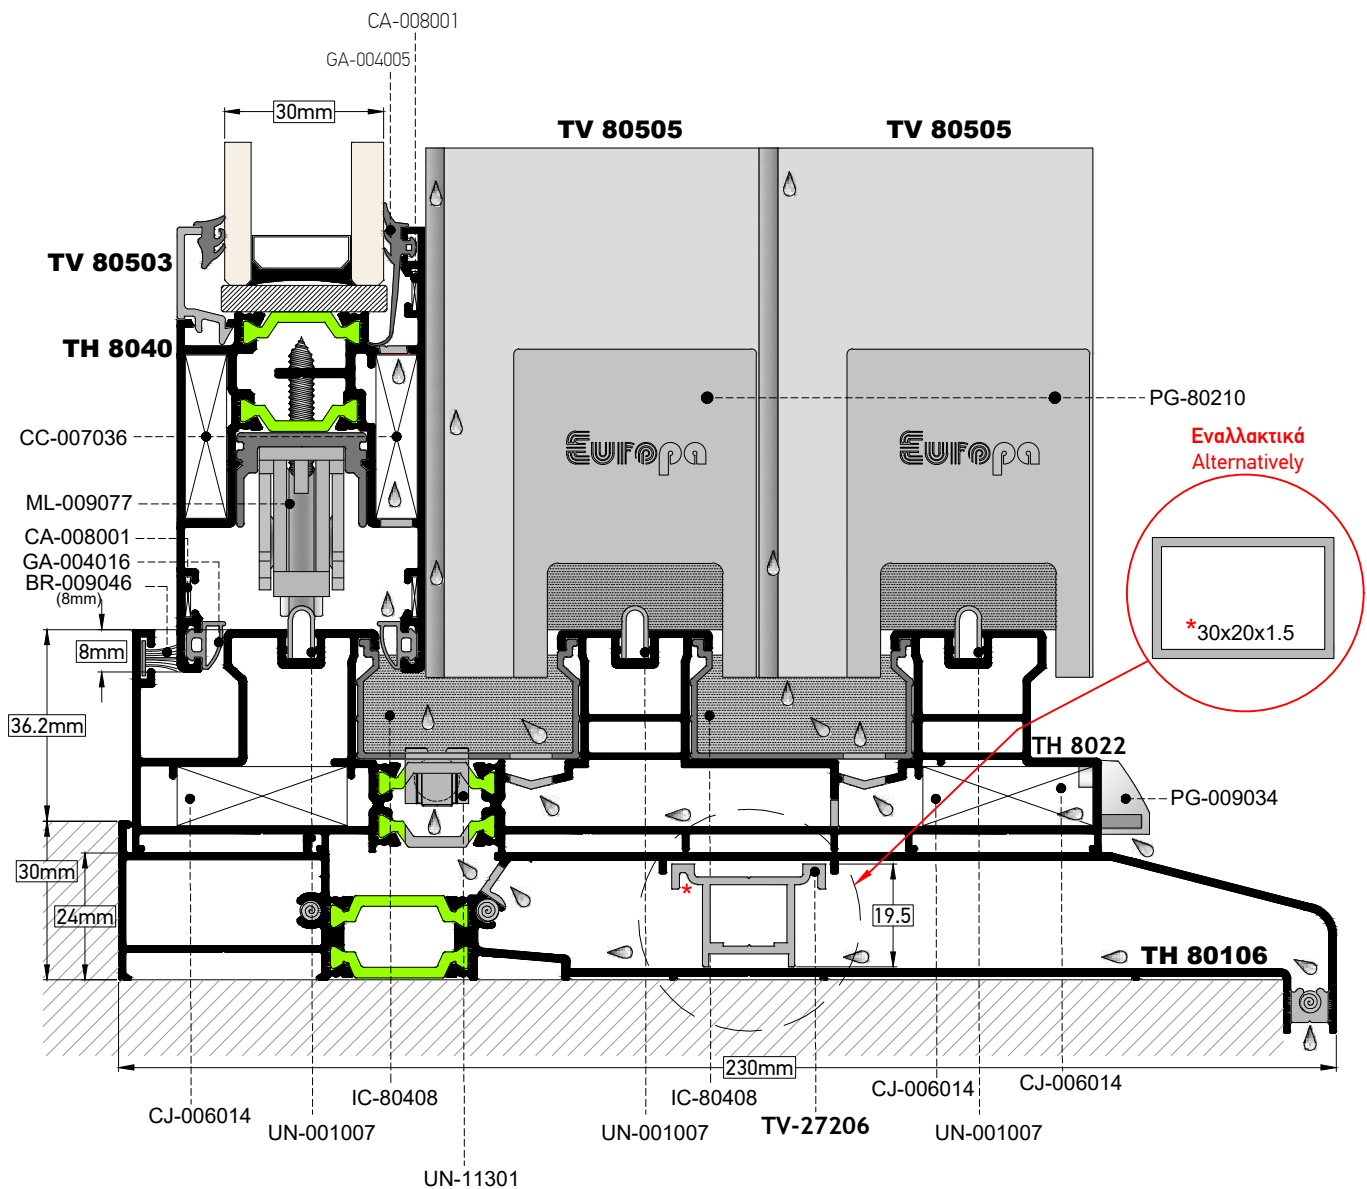 CA-008001
GA-004005
30mm
TV 80505
TV 80505
TV 80503
TH 8040
PG-80210
Εναλλακτικά
Alternatively
CC-007036
Europa
Europa
ML-009077
CA-008001
GA-004016
BR-009046
(8mm)
*30x20x1.5
8mm
36.2mm
TH 8022
PG-009034
30mm
24mm
*
19.5
TH 80106
230mm
CJ-006014
IC-80408
IC-80408
CJ-006014
CJ-006014
UN-001007
UN-001007
TV-27206
UN-001007
UN-11301